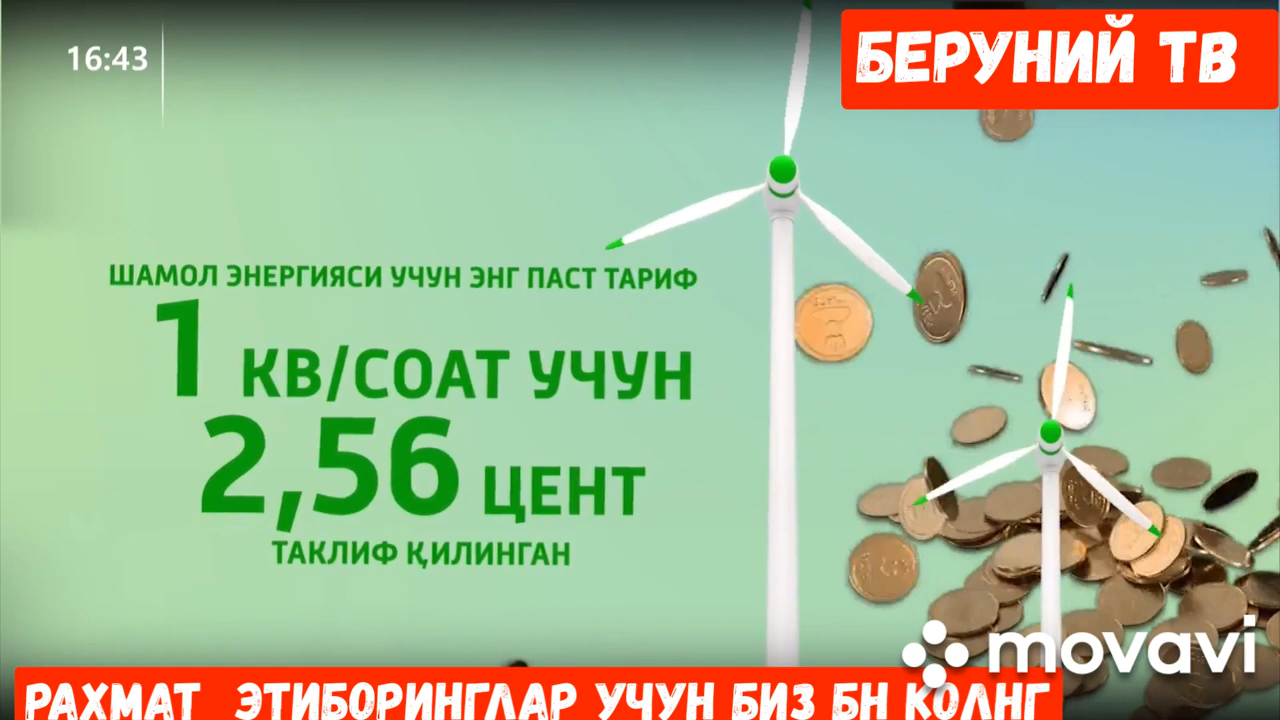 16:43
БЕРУНИЙ ТВ
ШАМОЛ ЭНЕРГИЯСИ УЧУН ЭНГ ПАСТ ТАРИФ
1 КВ/СОАТ УЧУН
2,56 ЦЕНТ
ТАКЛИФ ҚИЛИНГАН
movavi
РАХМАТ ЭТИБОРИНГЛАР УЧУН БИЗ БН КОЛНГ